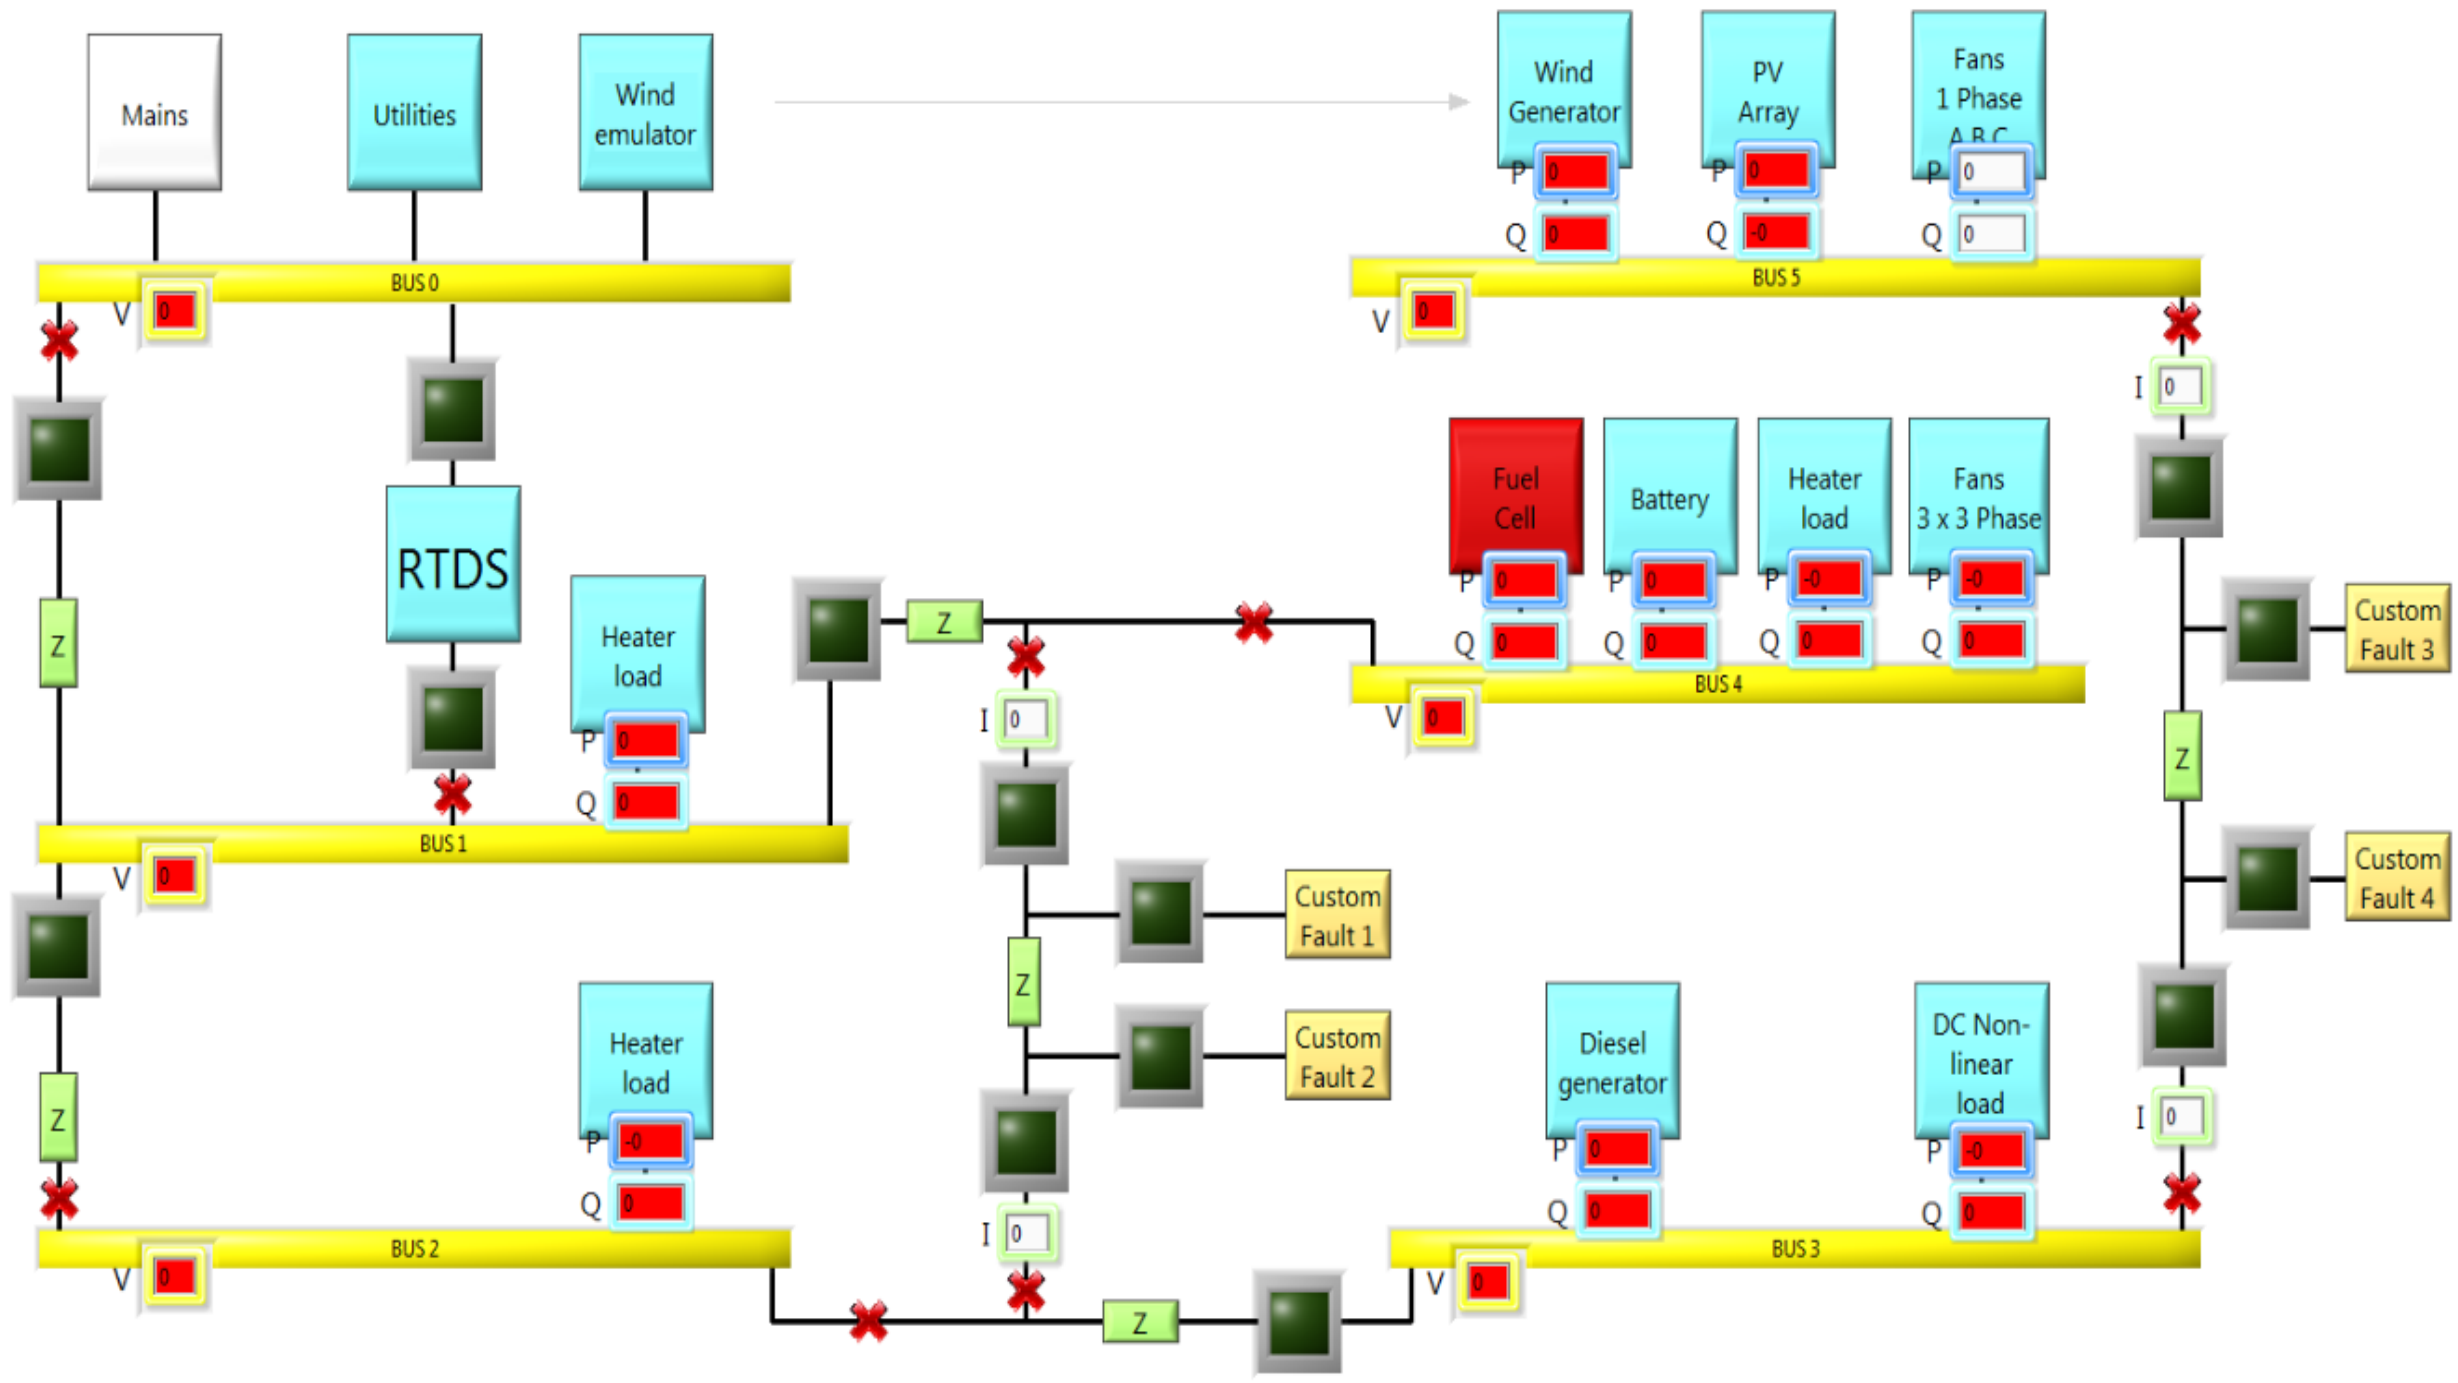 Mains
Utilities
Wind
emulator
Wind
Generator
P 0
Q 0
PV
Array
P 0
Q -0
Fans
1 Phase
A B C
P 0
Q 0
BUS 0
V 0
BUS 5
V 0
I 0
RTDS
Z
Heater
load
P 0
Q 0
Z
Fuel
Cell
P 0
Q 0
Battery
P 0
Q 0
Heater
load
P -0
Q 0
Fans
3 x 3 Phase
P -0
Q 0
Custom
Fault 3
BUS 4
V 0
I 0
Z
BUS 1
V 0
Custom
Fault 1
Custom
Fault 4
Z
Custom
Fault 2
Z
Heater
load
P -0
Q 0
Diesel
generator
P 0
Q 0
DC Non-
linear
load
P -0
Q 0
I 0
I 0
BUS 2
V 0
BUS 3
V 0
Z